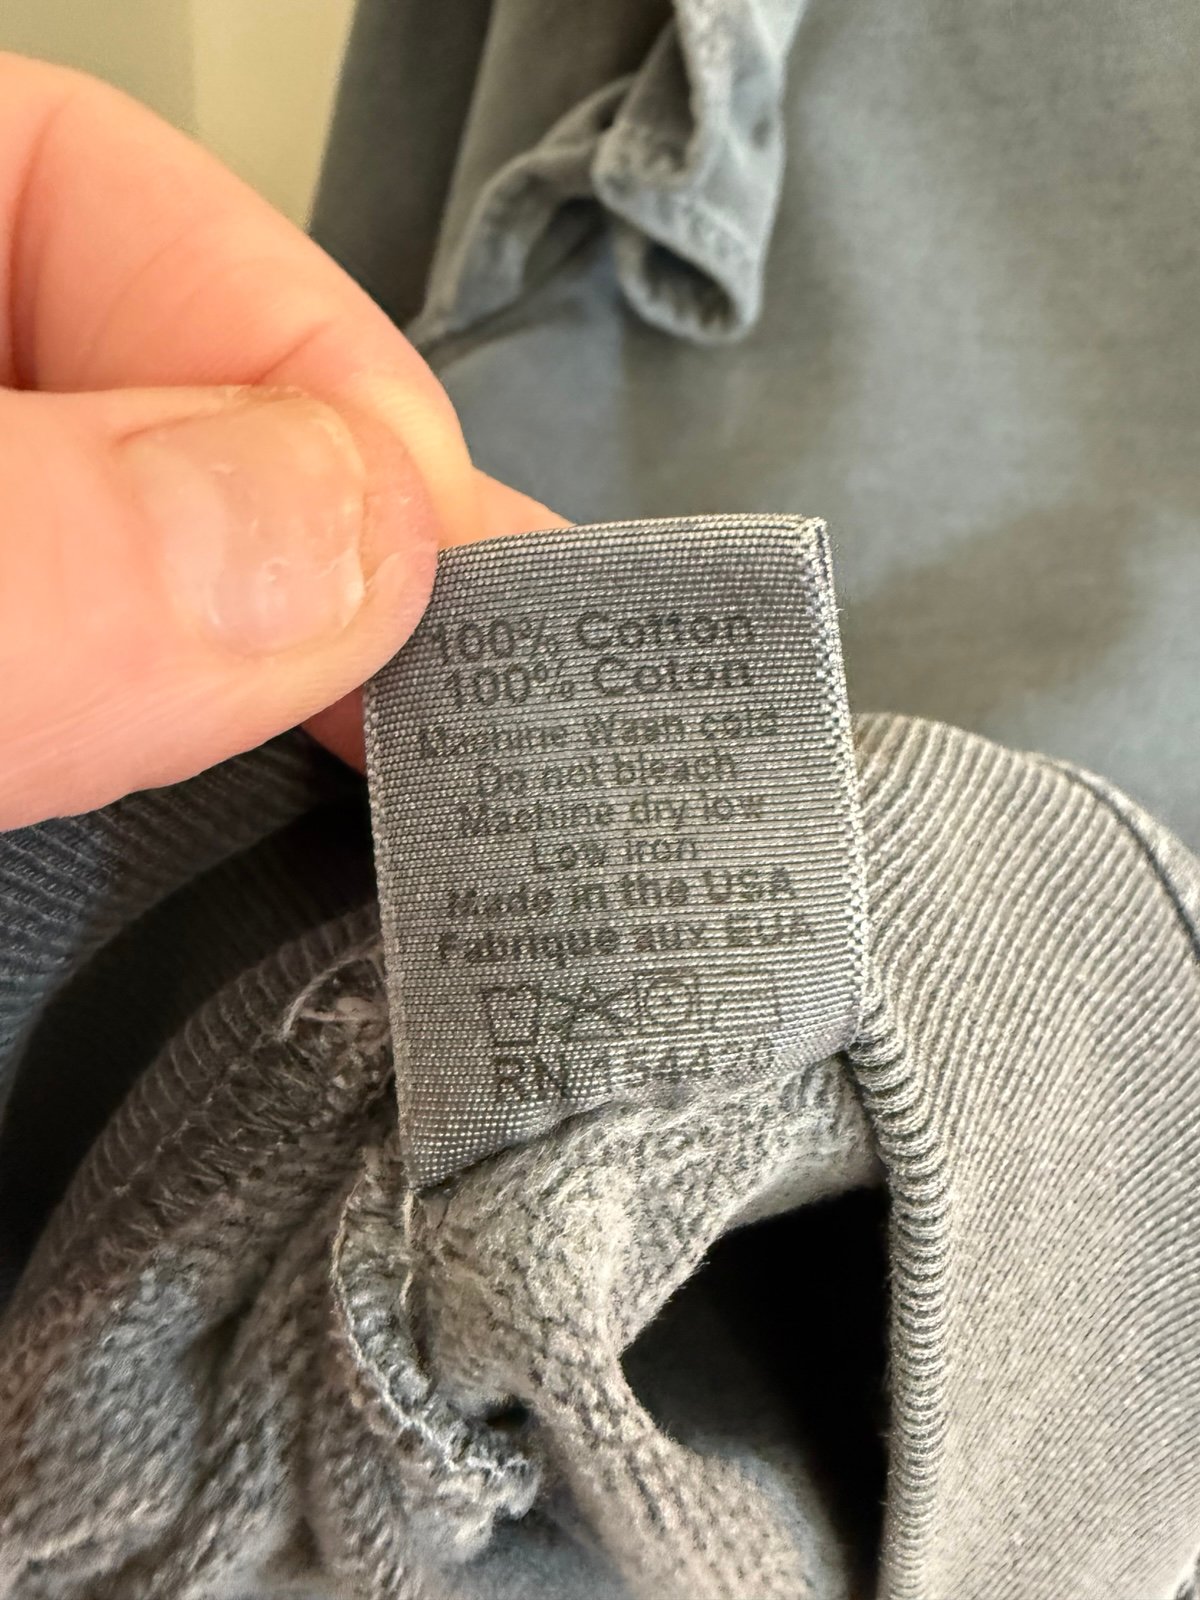 100% Cotton
100% Coton
Machine Wash cold
Do not bleach
Machine dry low
Low iron
Made in the USA
Fabrique aux EUA
RN